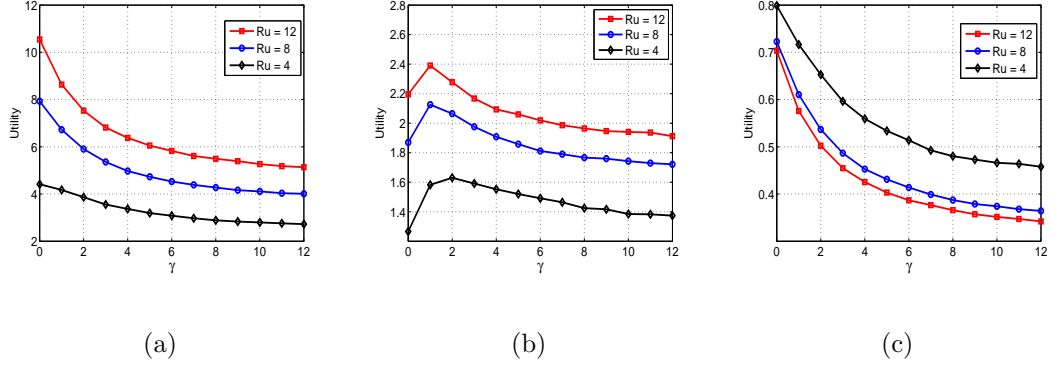 12
10
8
6
4
2
Utility
0 2 4 6 8 10 12
γ
Ru = 12
Ru = 8
Ru = 4
(a)
2.8
2.6
2.4
2.2
2
1.8
1.6
1.4
Utility
0 2 4 6 8 10 12
γ
Ru = 12
Ru = 8
Ru = 4
(b)
0.8
0.7
0.6
0.5
0.4
Utility
0 2 4 6 8 10 12
γ
Ru = 12
Ru = 8
Ru = 4
(c)